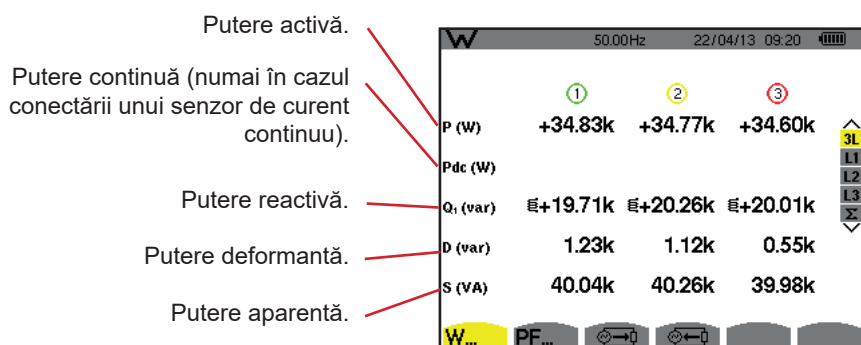 Putere activă.
Putere continuă (numai în cazul
conectării unui senzor de curent
continuu).
Putere reactivă.
Putere deformantă.
Putere aparentă.
W 50.00Hz 22/04/13 09:20
1 2 3
P (W) +34.83k +34.77k +34.60k
Pdc (W)
Q₁ (var) +19.71k +20.26k +20.01k
D (var) 1.23k 1.12k 0.55k
S (VA) 40.04k 40.26k 39.98k
3L
L1
L2
L3
Σ
W... PF...